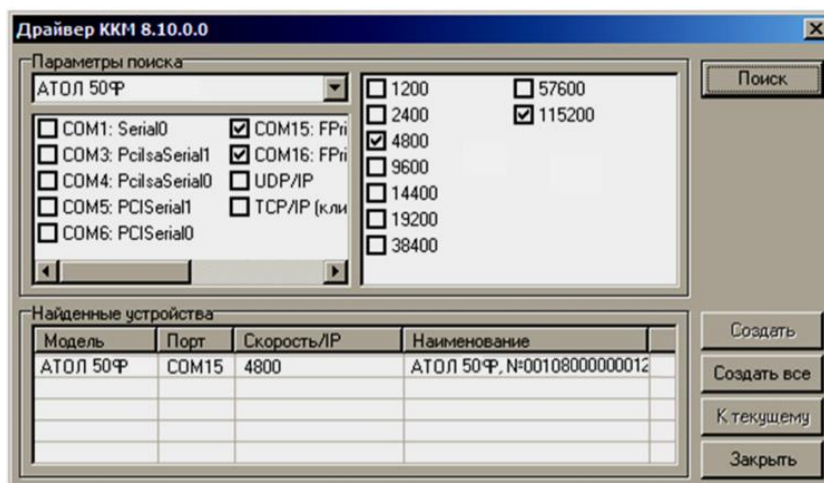 Драйвер ККМ 8.10.0.0
Параметры поиска
АТОЛ 50Ф
COM1: Serial0
COM3: PciIsaSerial1
COM4: PciIsaSerial0
COM5: PCISerial1
COM6: PCISerial0
COM15: FPri
COM16: FPri
UDP/IP
TCP/IP (кли
1200
2400
4800
9600
14400
19200
38400
57600
115200
Поиск
Найденные устройства
Модель Порт Скорость/IP Наименование
АТОЛ 50Ф COM15 4800 АТОЛ 50Ф, №00108000000012
Создать
Создать все
К текущему
Закрыть